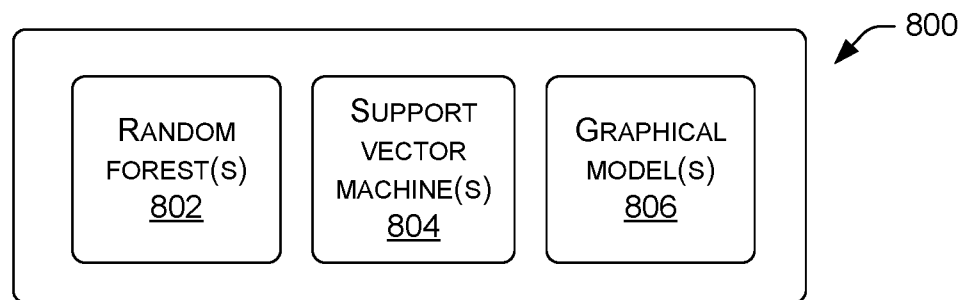 800
RANDOM
FOREST(S)
802
SUPPORT
VECTOR
MACHINE(S)
804
GRAPHICAL
MODEL(S)
806